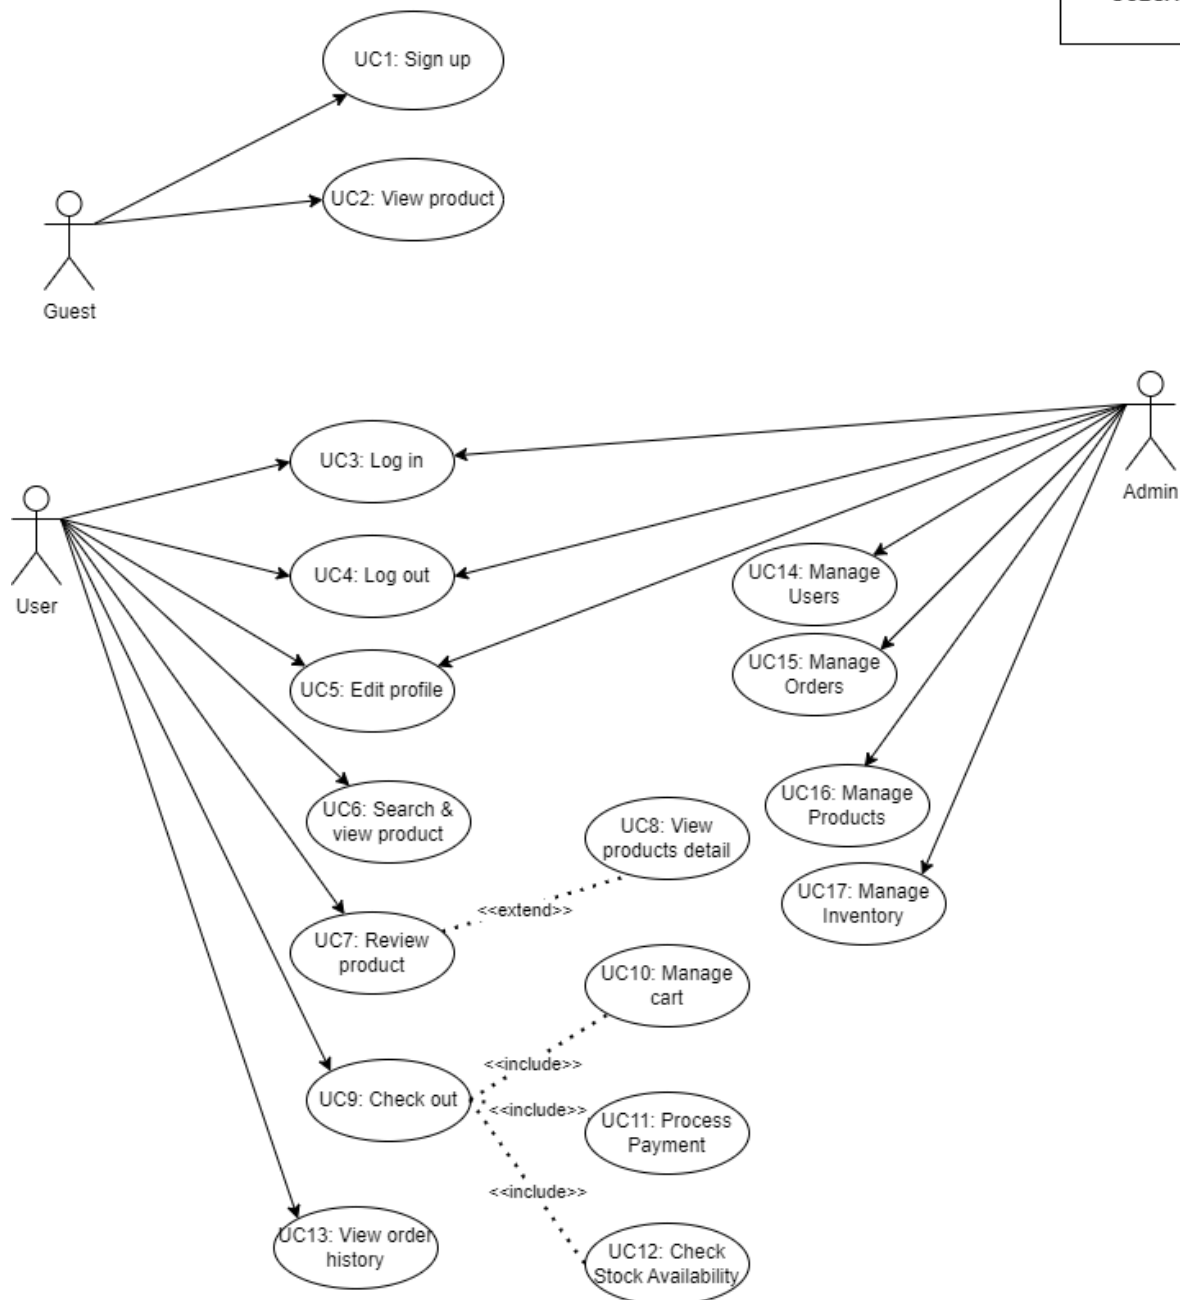 UC1: Sign up
UC2: View product
Guest
UC3: Log in
Admin
User
UC4: Log out
UC14: Manage
Users
UC5: Edit profile
UC15: Manage
Orders
UC6: Search &
view product
UC8: View
products detail
UC16: Manage
Products
<<extend>>
UC17: Manage
Inventory
UC7: Review
product
UC10: Manage
cart
<<include>>
UC9: Check out
<<include>>
UC11: Process
Payment
<<include>>
UC13: View order
history
UC12: Check
Stock Availability